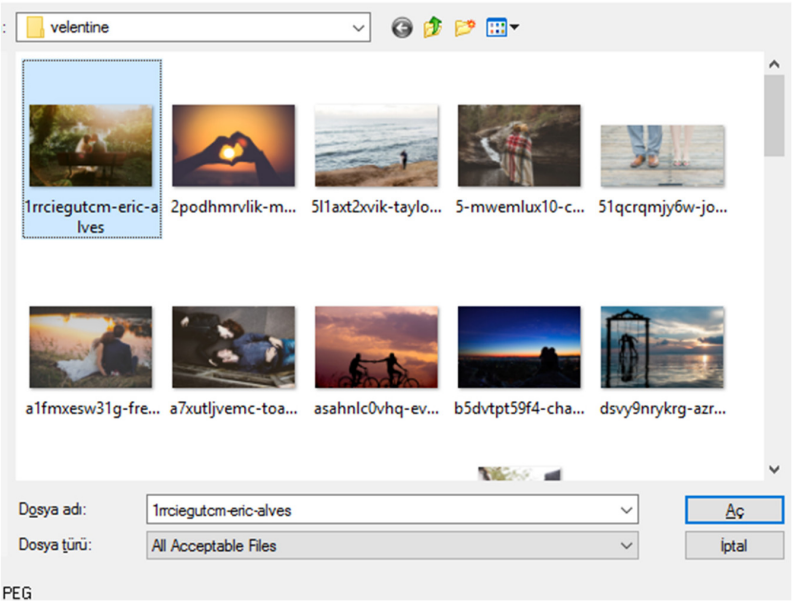 : velentine
1rrciegutcm-eric-a
lves
2podhmrvlik-m...
5l1axt2xvik-taylo...
5-mwemlux10-c...
51qcrqmjy6w-jo...
a1fmxesw31g-fre...
a7xutljvemc-toa...
asahnlc0vhq-ev...
b5dvtpt59f4-cha...
dsvy9nrykrg-azr...
Dosya adı: 1rrciegutcm-eric-alves Aç
Dosya türü: All Acceptable Files İptal
PEG